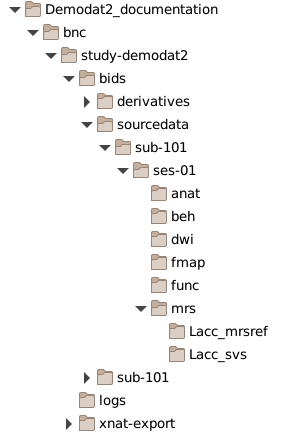 Demodat2_documentation
bnc
study-demodat2
bids
derivatives
sourcedata
sub-101
ses-01
anat
beh
dwi
fmap
func
mrs
Lacc_mrsref
Lacc_svs
sub-101
logs
xnat-export